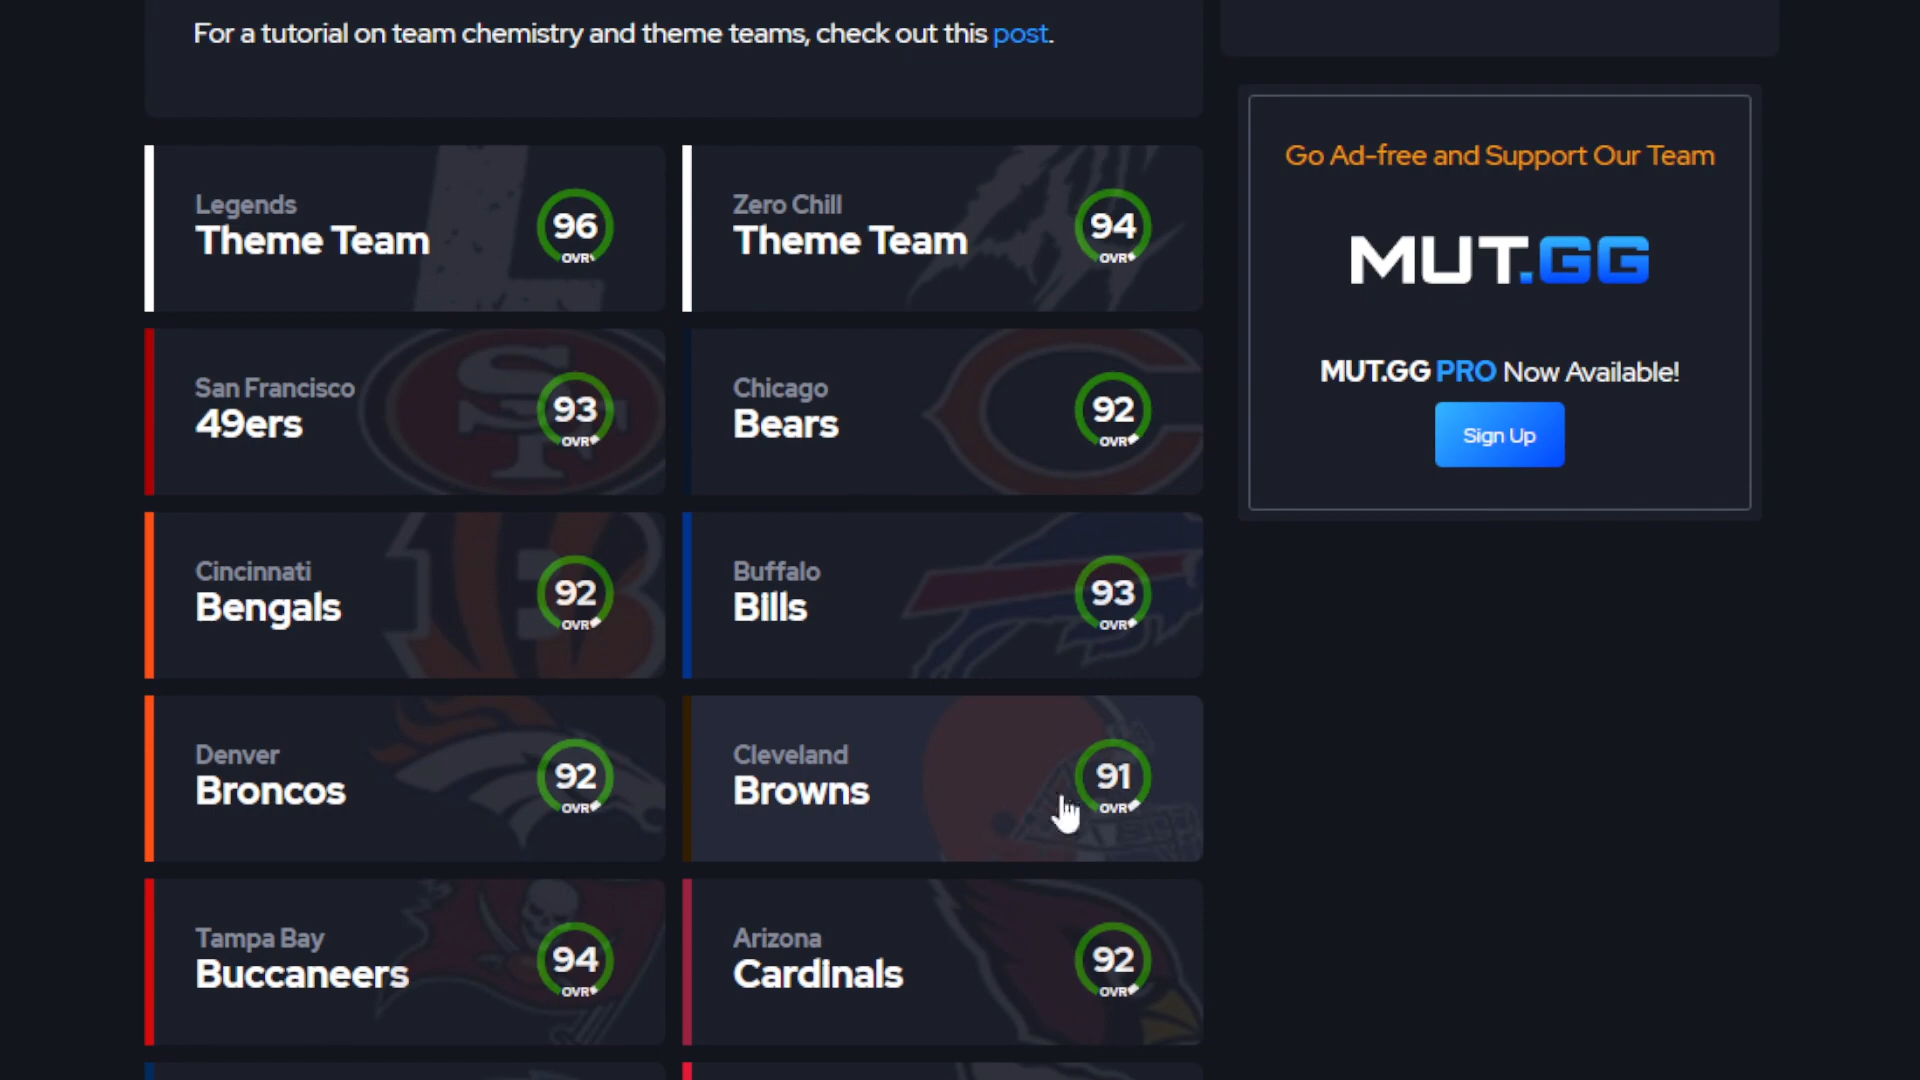 For a tutorial on team chemistry and theme teams, check out this post.
Legends
Theme Team
96
OVR
Zero Chill
Theme Team
94
OVR
San Francisco
49ers
93
OVR
Chicago
Bears
92
OVR
Cincinnati
Bengals
92
OVR
Buffalo
Bills
93
OVR
Denver
Broncos
92
OVR
Cleveland
Browns
91
OVR
Tampa Bay
Buccaneers
94
OVR
Arizona
Cardinals
92
OVR
Go Ad-free and Support Our Team
MUT.GG
MUT.GG PRO Now Available!
Sign Up